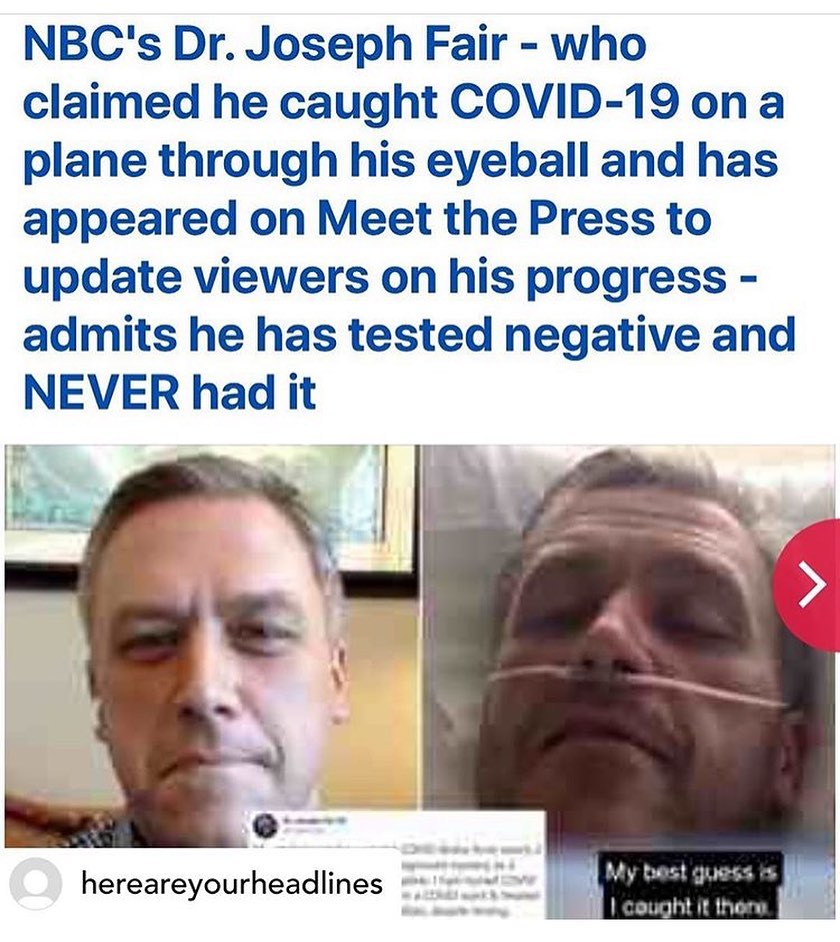 NBC's Dr. Joseph Fair - who
claimed he caught COVID-19 on a
plane through his eyeball and has
appeared on Meet the Press to
update viewers on his progress -
admits he has tested negative and
NEVER had it
My best guess is
I caught it there.
hereareyourheadlines